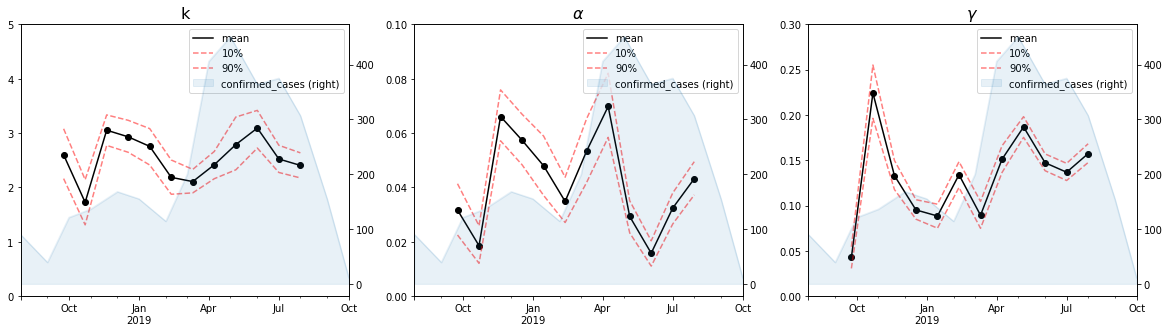 k
5
4
3
2
1
0
400
300
200
100
0
Oct
Jan
2019
Apr
Jul
Oct
mean
10%
90%
confirmed_cases (right)
α
0.10
0.08
0.06
0.04
0.02
0.00
400
300
200
100
0
Oct
Jan
2019
Apr
Jul
Oct
mean
10%
90%
confirmed_cases (right)
γ
0.30
0.25
0.20
0.15
0.10
0.05
0.00
400
300
200
100
0
Oct
Jan
2019
Apr
Jul
Oct
mean
10%
90%
confirmed_cases (right)